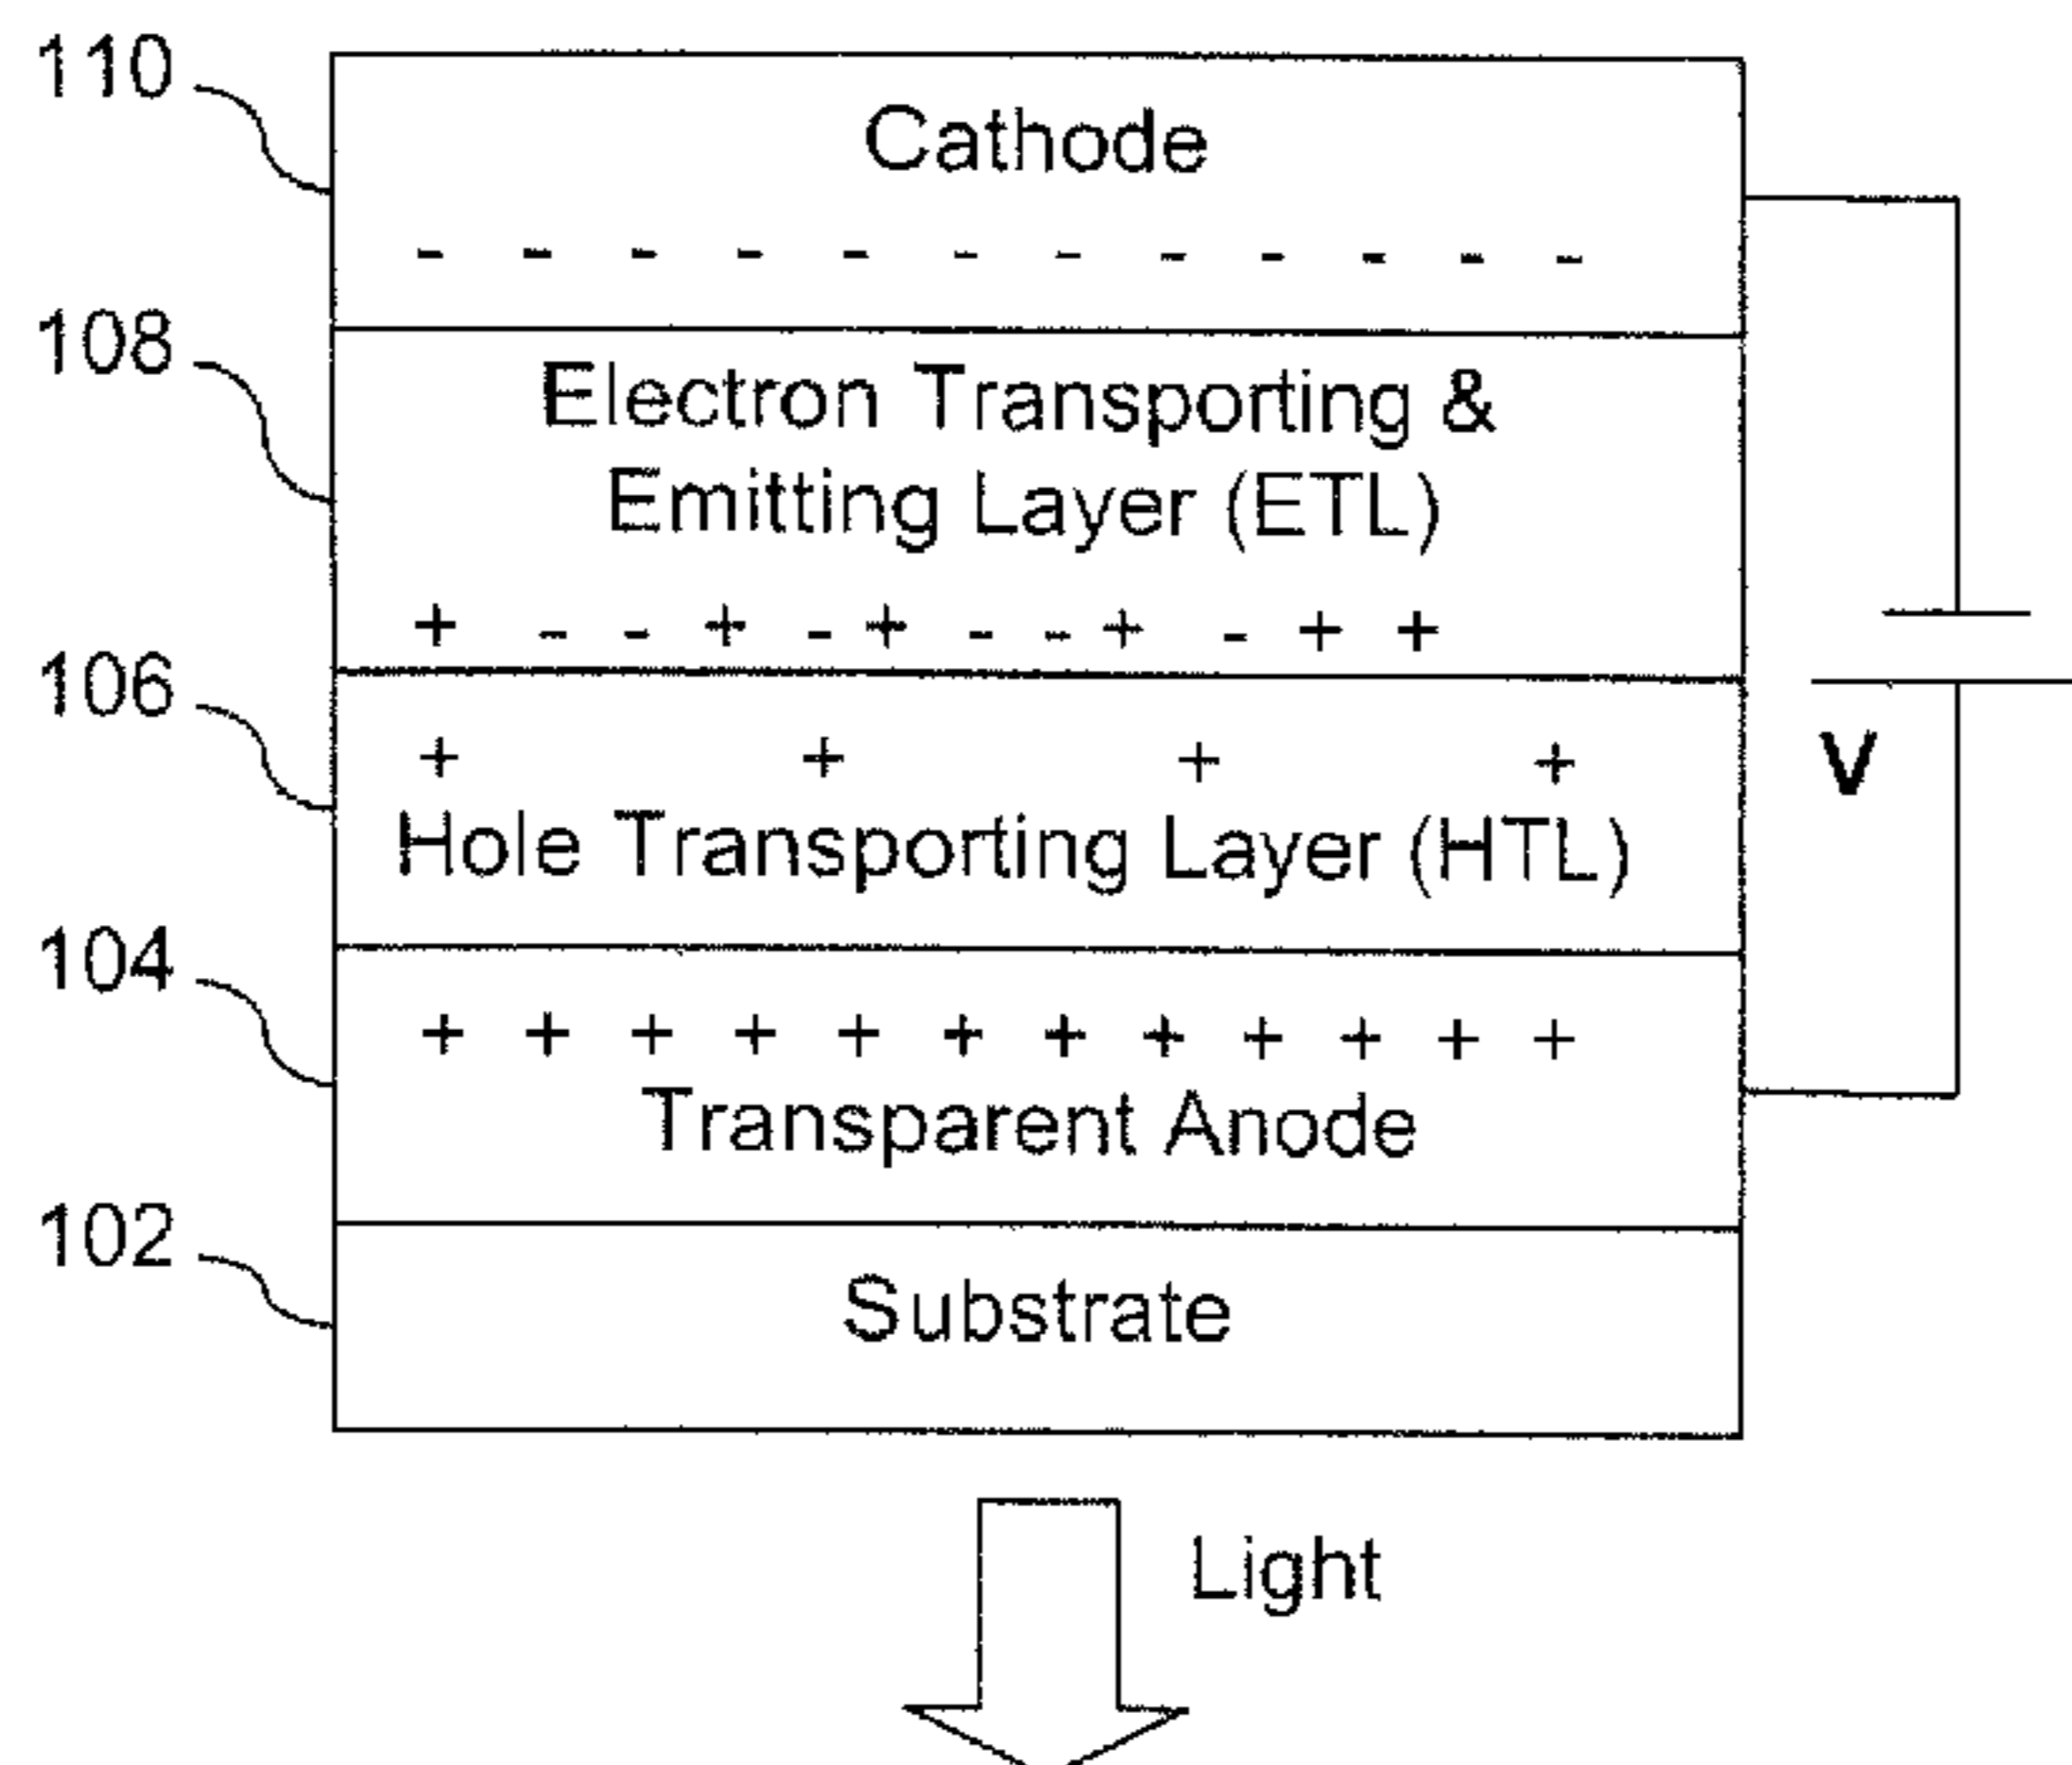 110
Cathode
- - - - - - - - - - - -
108
Electron Transporting &
Emitting Layer (ETL)
+ - - + - + - - + - + +
106
+ + + +
V
Hole Transporting Layer (HTL)
104
+ + + + + + + + + + + +
Transparent Anode
102
Substrate
Light